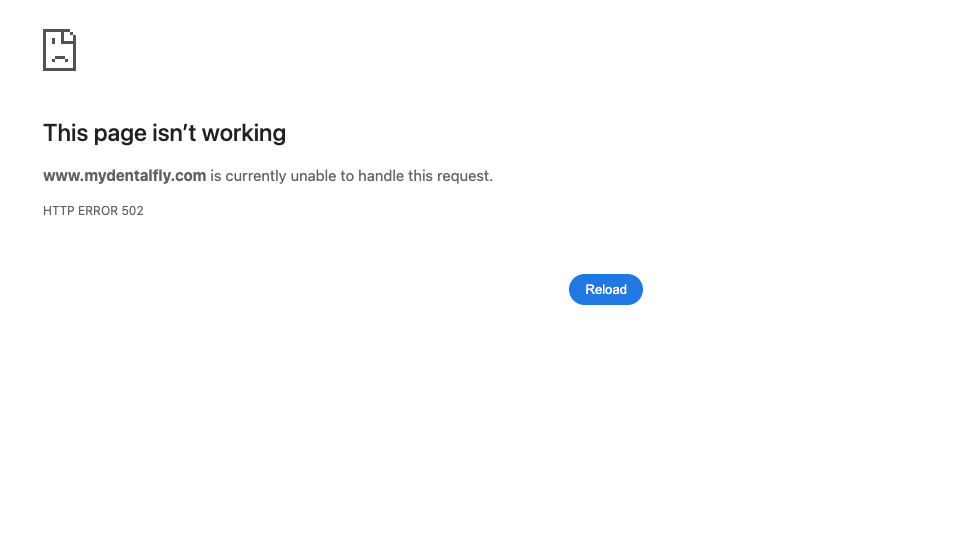 This page isn’t working
www.mydentalfly.com is currently unable to handle this request.
HTTP ERROR 502
Reload